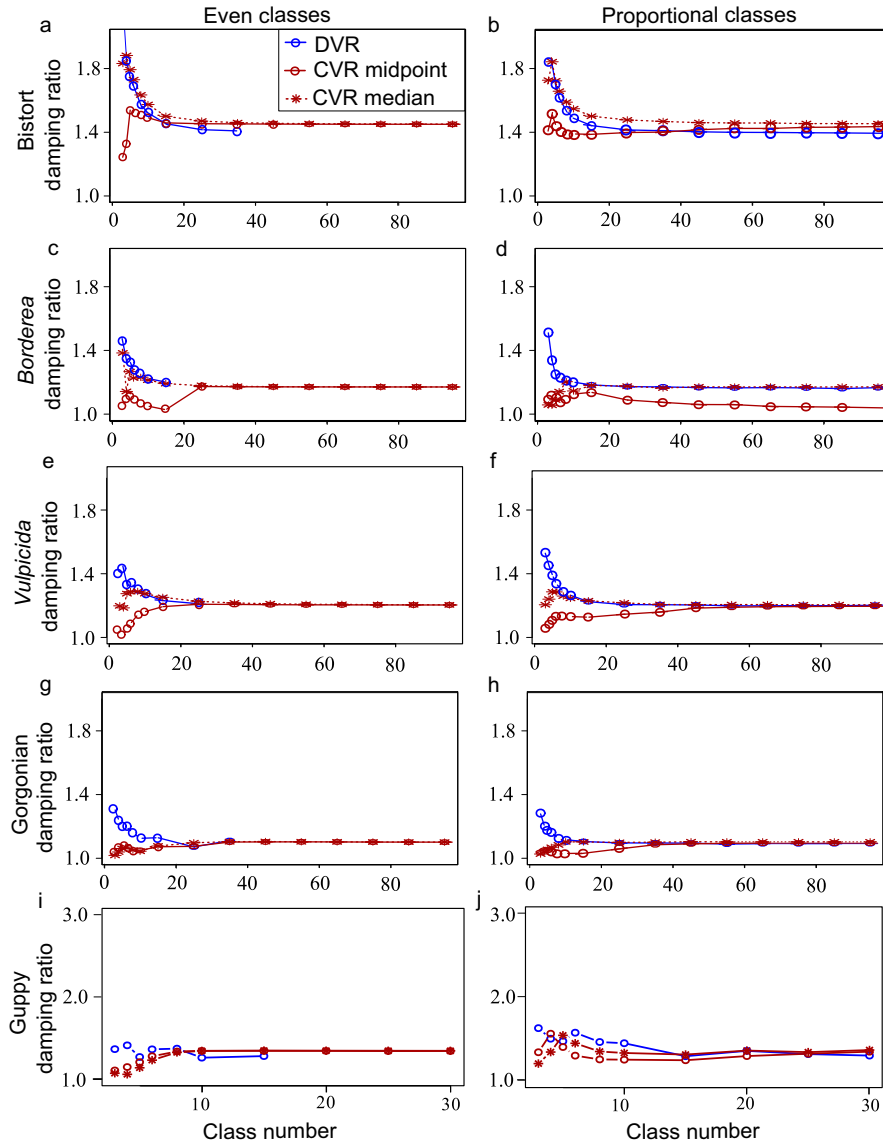 Even classes
Proportional classes
a
b
DVR
CVR midpoint
CVR median
Bistort
damping ratio
1.8
1.4
1.0
0 20 40 60 80
1.8
1.4
1.0
0 20 40 60 80
c
d
Borderea
damping ratio
1.8
1.4
1.0
0 20 40 60 80
1.8
1.4
1.0
0 20 40 60 80
e
f
Vulpicida
damping ratio
1.8
1.4
1.0
0 20 40 60 80
1.8
1.4
1.0
0 20 40 60 80
g
h
Gorgonian
damping ratio
1.8
1.4
1.0
0 20 40 60 80
1.8
1.4
1.0
0 20 40 60 80
i
j
Guppy
damping ratio
3.0
2.0
1.0
10 20 30
3.0
2.0
1.0
10 20 30
Class number
Class number